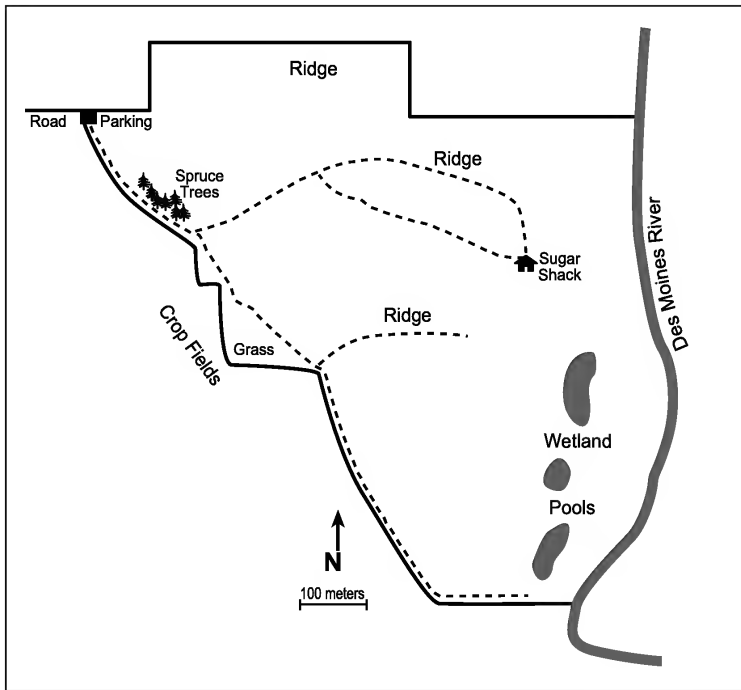 Ridge
Road
Parking
Spruce
Trees
Ridge
Sugar
Shack
Des Moines River
Crop Fields
Ridge
Grass
Wetland
Pools
N
100 meters